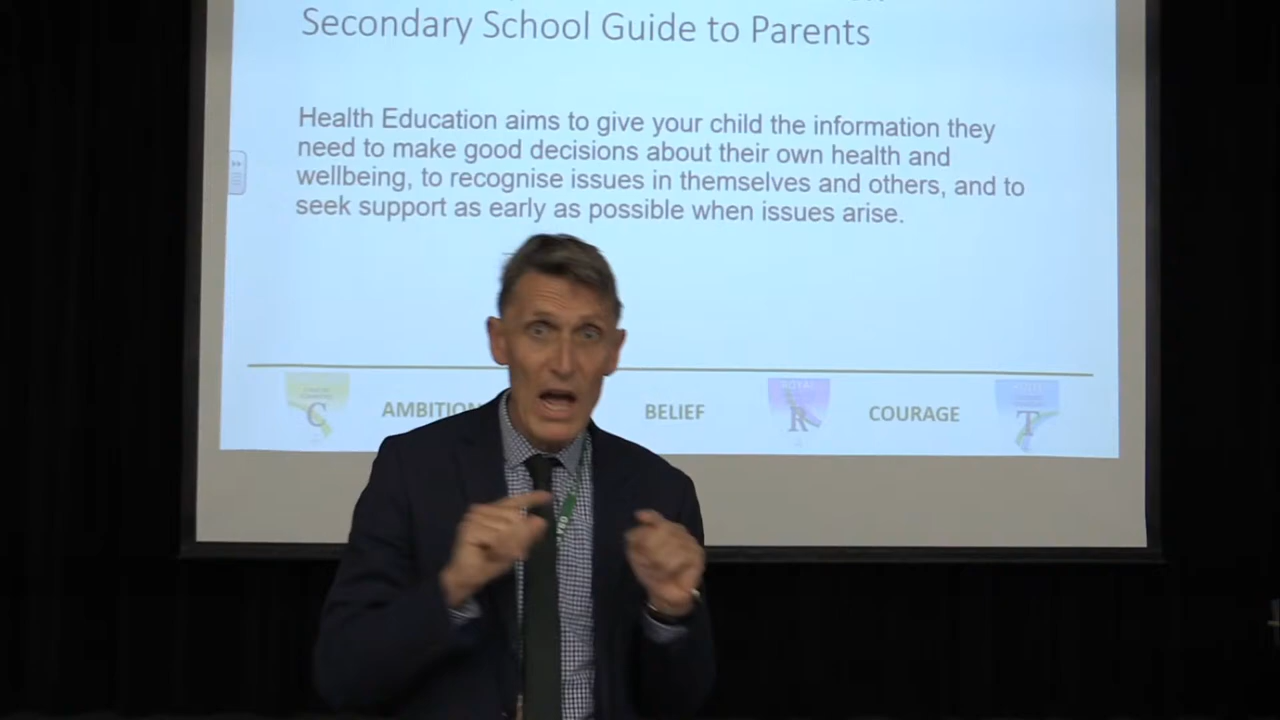 Secondary School Guide to Parents
Health Education aims to give your child the information they
need to make good decisions about their own health and
wellbeing, to recognise issues in themselves and others, and to
seek support as early as possible when issues arise.
C
AMBITION
BELIEF
ROYAL
R
COURAGE
T